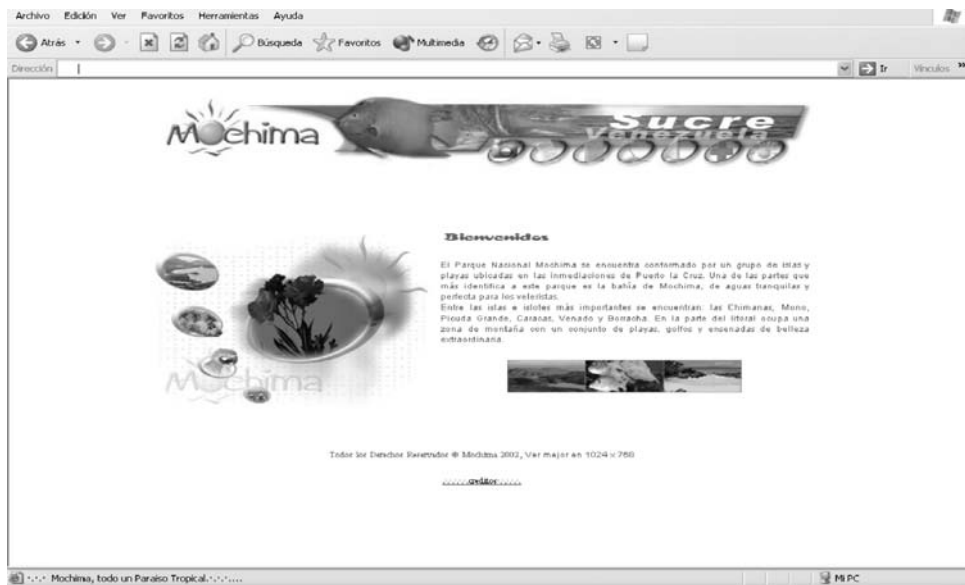 Archivo Edición Ver Favoritos Herramientas Ayuda
Atrás Búsqueda Favoritos Multimedia
Dirección Ir Vínculos »
Mochima
Sucre
Venezuela
Bienvenidos
El Parque Nacional Mochima se encuentra conformado por un grupo de islas y
playas ubicadas en las inmediaciones de Puerto la Cruz. Una de las partes que
más identifica a este parque es la bahía de Mochima, de aguas tranquilas y
perfecta para los veleristas.
Entre las islas e islotes más importantes se encuentran: las Chimanas, Mono,
Picuda Grande, Caracas, Venado y Borracha. En la parte del litoral ocupa una
zona de montaña con un conjunto de playas, golfos y ensenadas de belleza
extraordinaria.
Mochima
Todos los Derechos Reservados ® Mochima 2002, Ver mejor en 1024 x 768
.....creditos.....
·.·.· Mochima, todo un Paraiso Tropical.·.·.·.... Mi PC